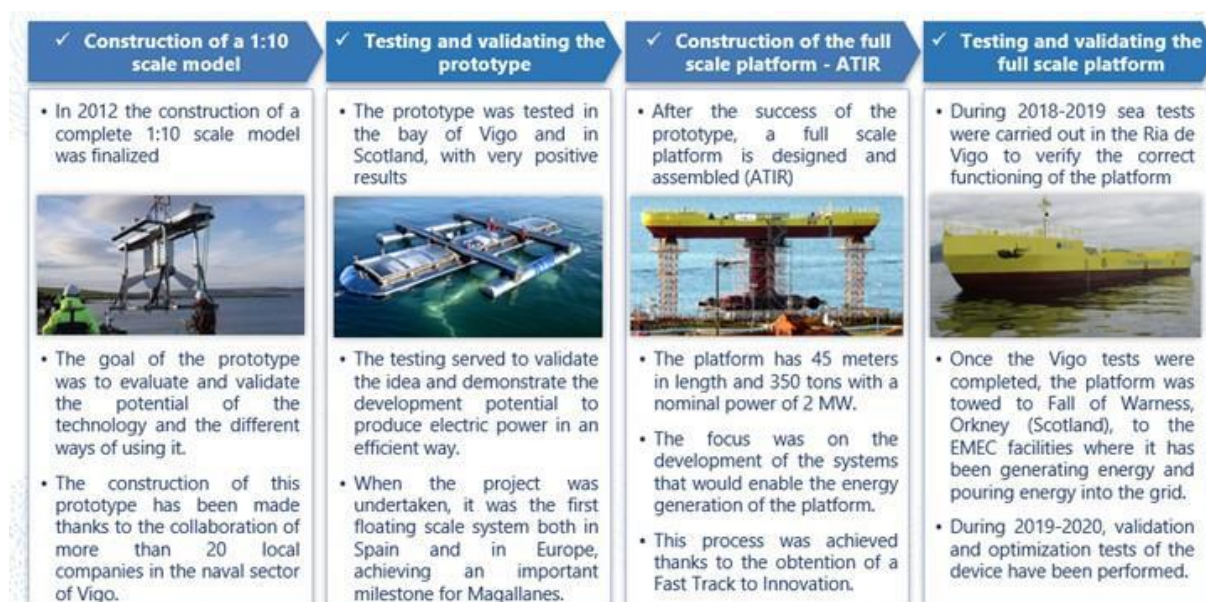 ✓ Construction of a 1:10
scale model
• In 2012 the construction of a
complete 1:10 scale model
was finalized
• The goal of the prototype
was to evaluate and validate
the potential of the
technology and the different
ways of using it.
• The construction of this
prototype has been made
thanks to the collaboration of
more than 20 local
companies in the naval sector
of Vigo.
✓ Testing and validating the
prototype
• The prototype was tested in
the bay of Vigo and in
Scotland, with very positive
results
• The testing served to validate
the idea and demonstrate the
development potential to
produce electric power in an
efficient way.
• When the project was
undertaken, it was the first
floating scale system both in
Spain and in Europe,
achieving an important
milestone for Magallanes.
✓ Construction of the full
scale platform - ATIR
• After the success of the
prototype, a full scale
platform is designed and
assembled (ATIR)
• The platform has 45 meters
in length and 350 tons with a
nominal power of 2 MW.
• The focus was on the
development of the systems
that would enable the energy
generation of the platform.
• This process was achieved
thanks to the obtention of a
Fast Track to Innovation.
✓ Testing and validating the
full scale platform
• During 2018-2019 sea tests
were carried out in the Ria de
Vigo to verify the correct
functioning of the platform
• Once the Vigo tests were
completed, the platform was
towed to Fall of Warness,
Orkney (Scotland), to the
EMEC facilities where it has
been generating energy and
pouring energy into the grid.
• During 2019-2020, validation
and optimization tests of the
device have been performed.